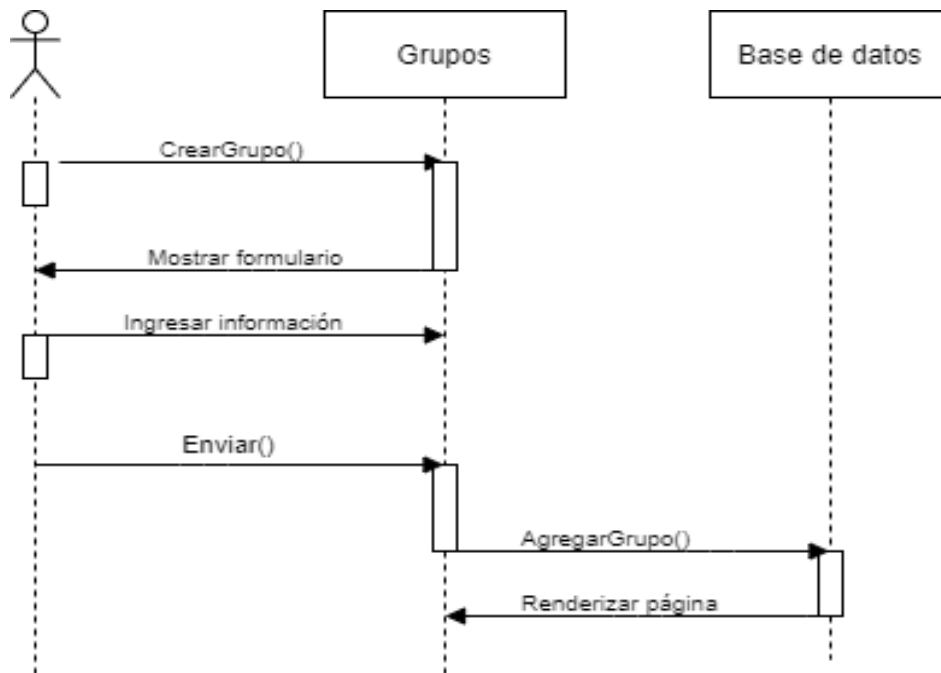 Grupos
Base de datos
CrearGrupo()
Mostrar formulario
Ingresar información
Enviar()
AgregarGrupo()
Renderizar página